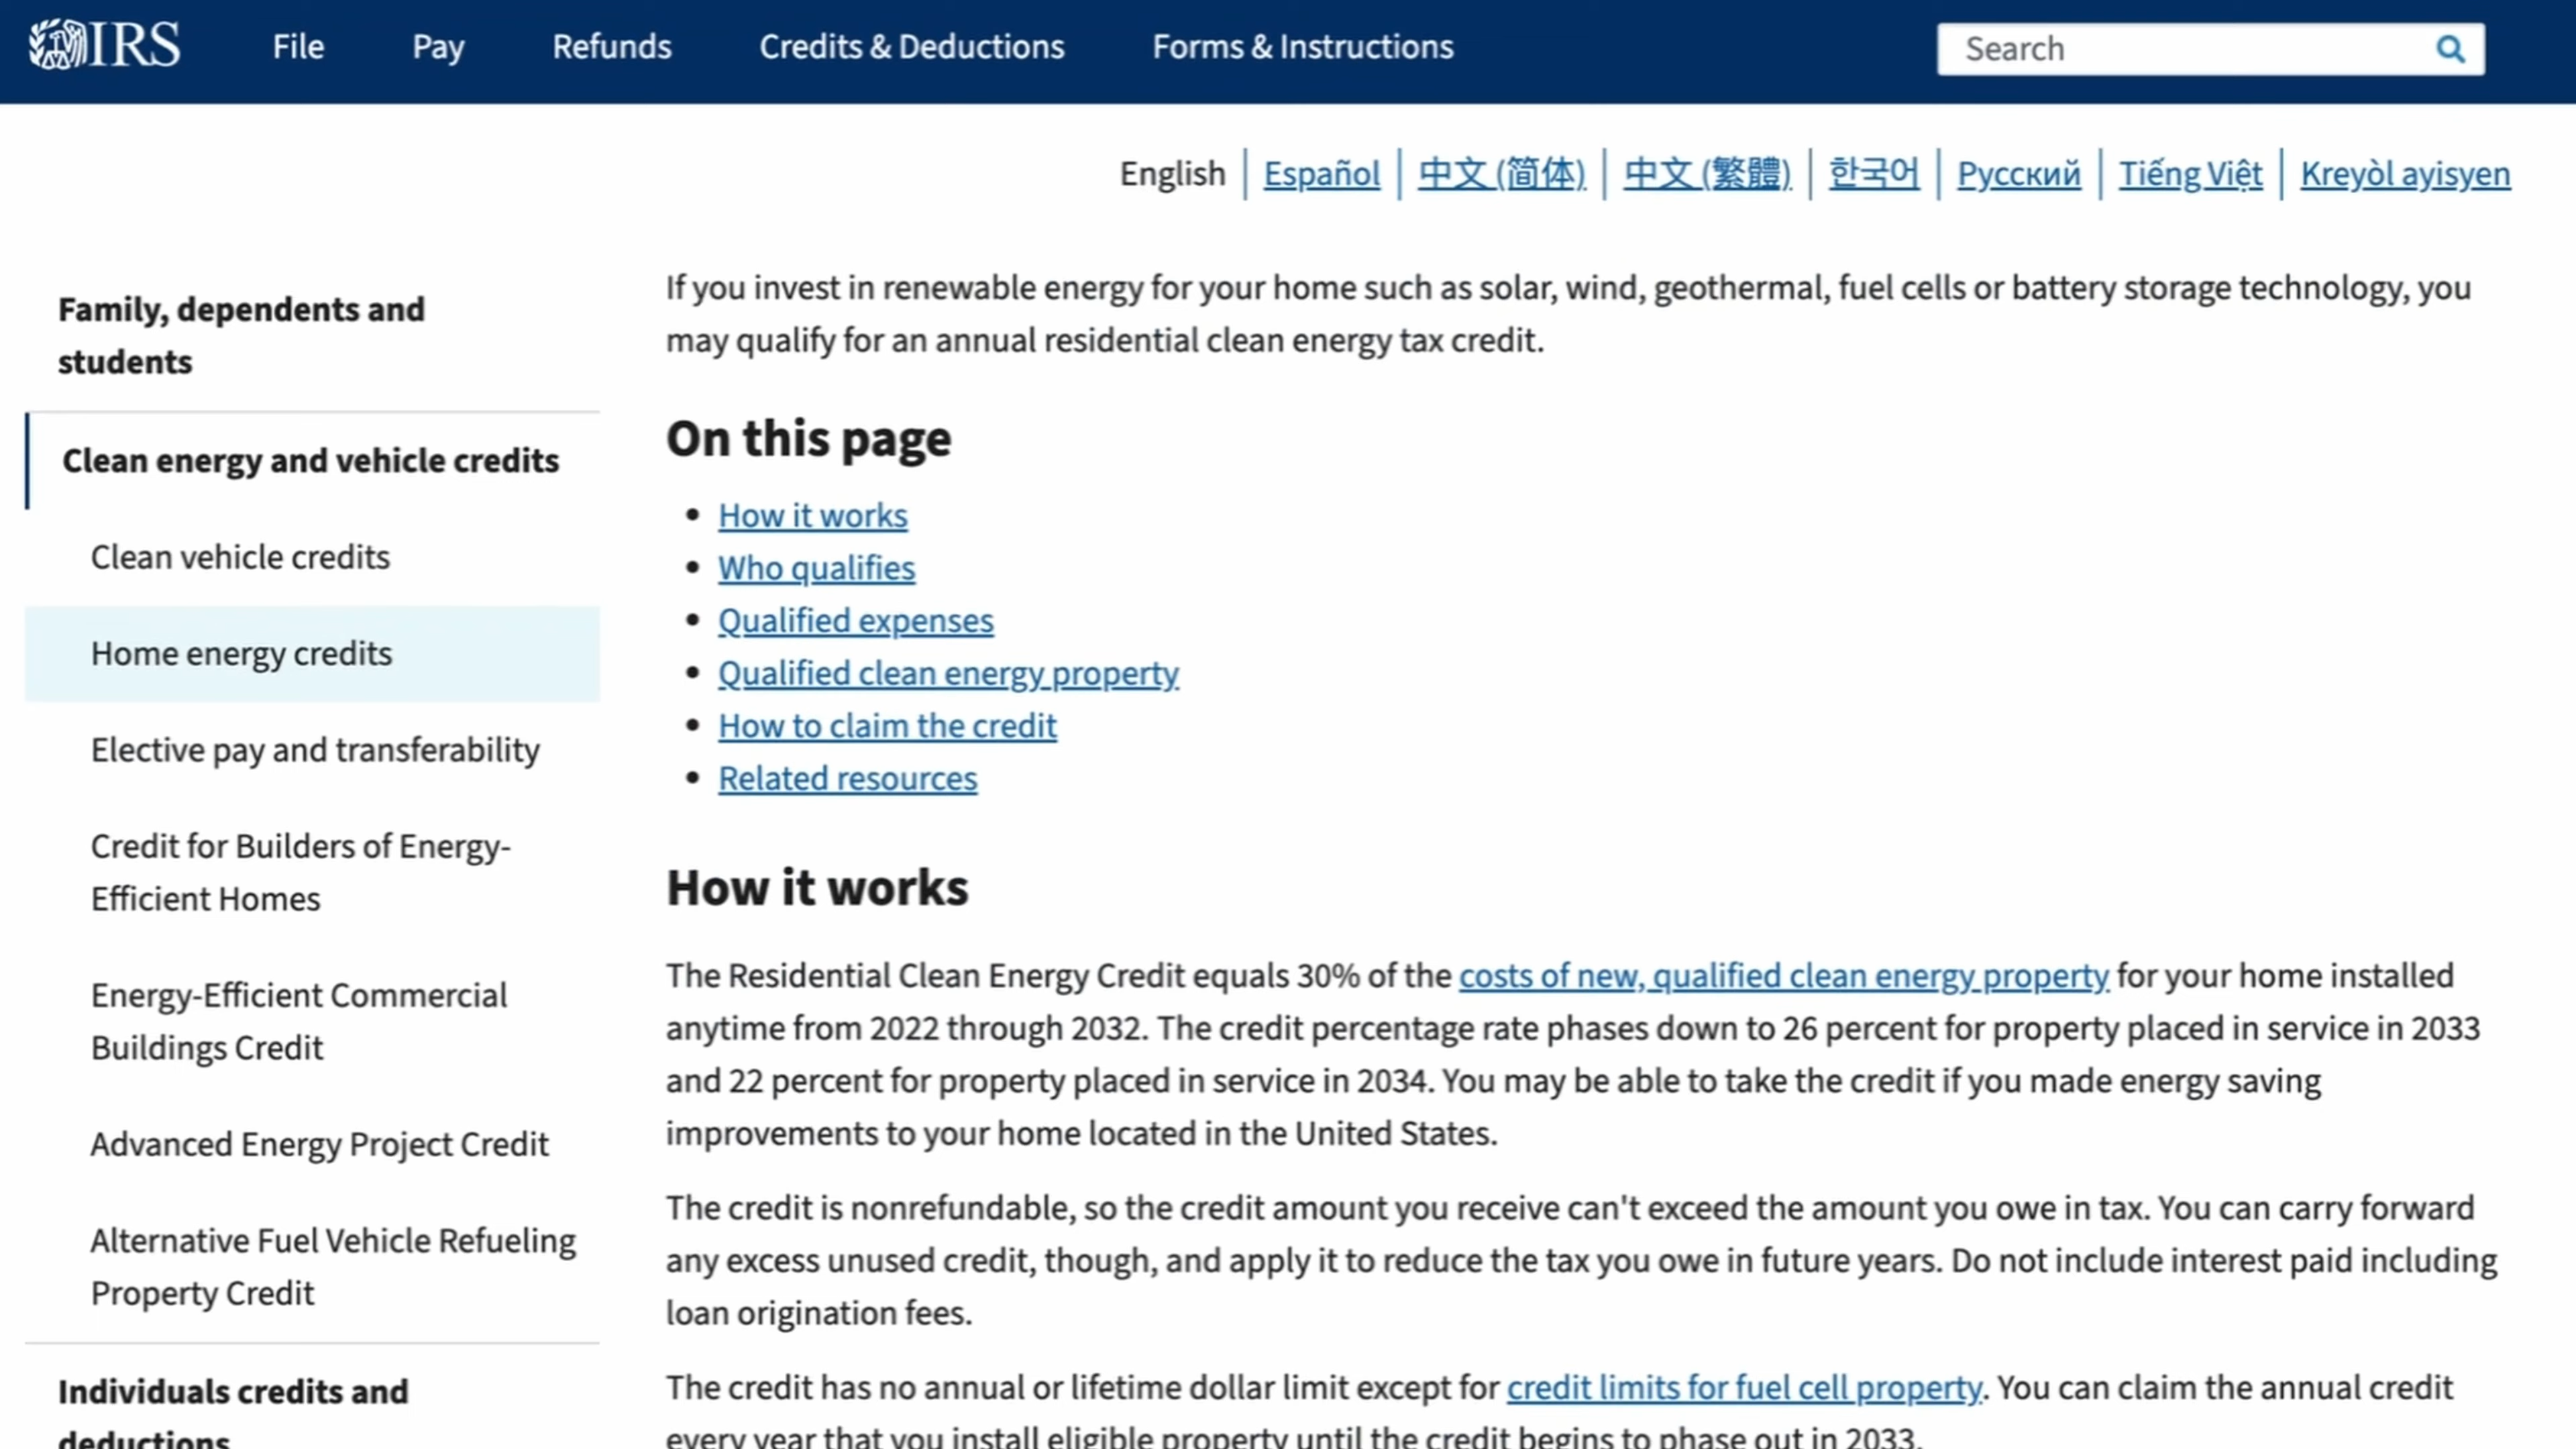 IRS
File
Pay
Refunds
Credits & Deductions
Forms & Instructions
Search
English
Español
中文 (简体)
中文 (繁體)
한국어
Русский
Tiếng Việt
Kreyòl ayisyen
Family, dependents and
students
Clean energy and vehicle credits
Clean vehicle credits
Home energy credits
Elective pay and transferability
Credit for Builders of Energy-
Efficient Homes
Energy-Efficient Commercial
Buildings Credit
Advanced Energy Project Credit
Alternative Fuel Vehicle Refueling
Property Credit
Individuals credits and
deductions
If you invest in renewable energy for your home such as solar, wind, geothermal, fuel cells or battery storage technology, you
may qualify for an annual residential clean energy tax credit.
On this page
How it works
Who qualifies
Qualified expenses
Qualified clean energy property
How to claim the credit
Related resources
How it works
The Residential Clean Energy Credit equals 30% of the costs of new, qualified clean energy property for your home installed
anytime from 2022 through 2032. The credit percentage rate phases down to 26 percent for property placed in service in 2033
and 22 percent for property placed in service in 2034. You may be able to take the credit if you made energy saving
improvements to your home located in the United States.
The credit is nonrefundable, so the credit amount you receive can't exceed the amount you owe in tax. You can carry forward
any excess unused credit, though, and apply it to reduce the tax you owe in future years. Do not include interest paid including
loan origination fees.
The credit has no annual or lifetime dollar limit except for credit limits for fuel cell property. You can claim the annual credit
every year that you install eligible property until the credit begins to phase out in 2033.